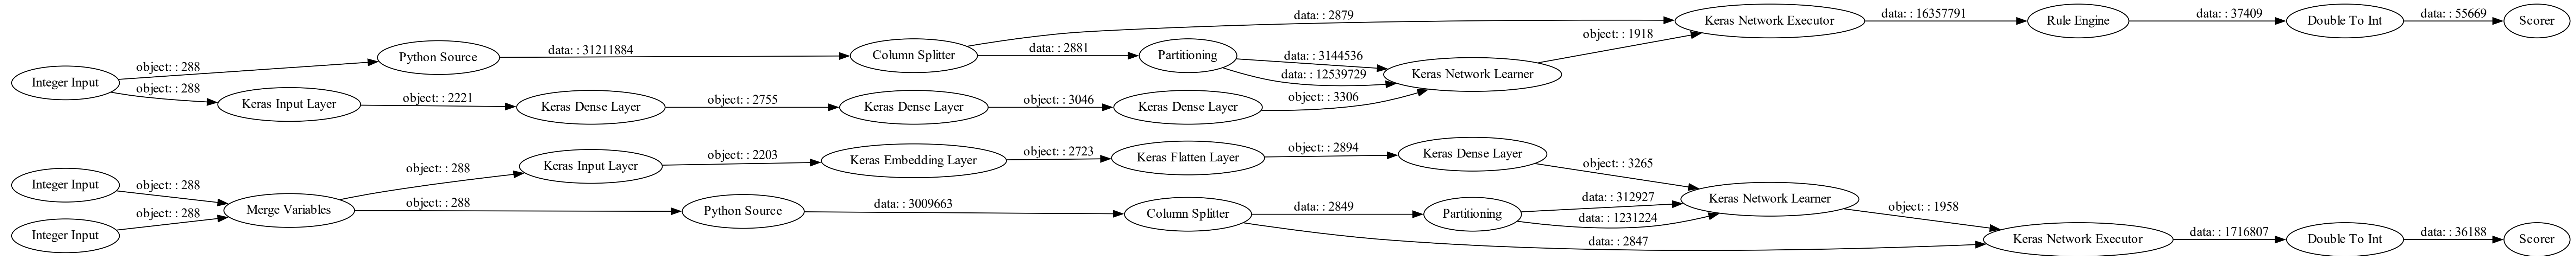 Integer Input
object: : 288
object: : 288
Python Source
Keras Input Layer
data: : 31211884
object: : 2221
Keras Dense Layer
object: : 2755
Column Splitter
Keras Dense Layer
data: : 2879
data: : 2881
object: : 3046
Partitioning
Keras Dense Layer
data: : 3144536
data: : 12539729
object: : 3306
Keras Network Learner
object: : 1918
Keras Network Executor
data: : 16357791
Rule Engine
data: : 37409
Double To Int
data: : 55669
Scorer
Integer Input
Integer Input
object: : 288
object: : 288
Merge Variables
object: : 288
object: : 288
Keras Input Layer
object: : 2203
Keras Embedding Layer
object: : 2723
Keras Flatten Layer
object: : 2894
Keras Dense Layer
object: : 3265
Python Source
data: : 3009663
Column Splitter
data: : 2849
data: : 2847
Partitioning
data: : 312927
data: : 1231224
Keras Network Learner
object: : 1958
Keras Network Executor
data: : 1716807
Double To Int
data: : 36188
Scorer